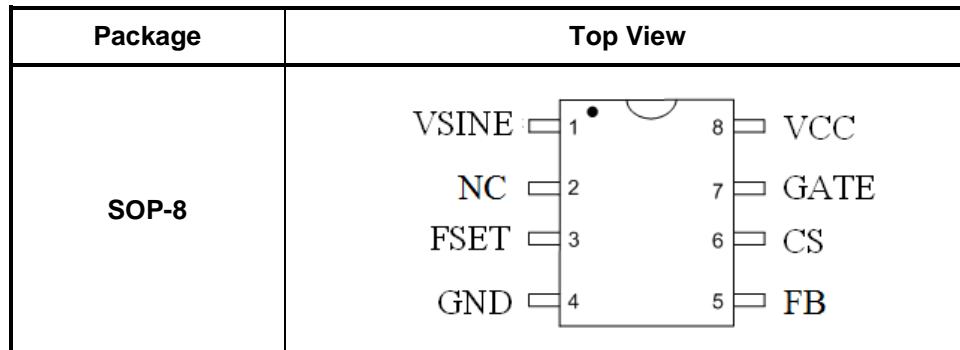 Package Top View
SOP-8
VSINE 1 8 VCC
NC 2 7 GATE
FSET 3 6 CS
GND 4 5 FB